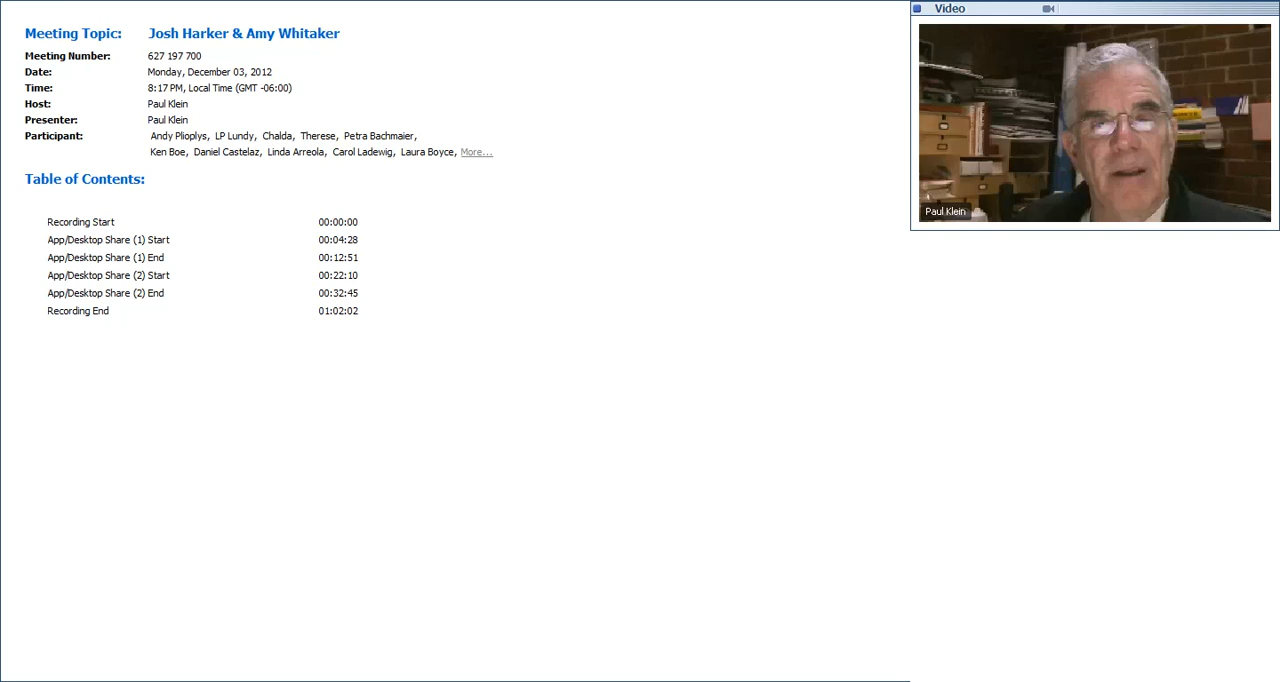 Meeting Topic: Josh Harker & Amy Whitaker
Meeting Number: 627 197 700
Date: Monday, December 03, 2012
Time: 8:17 PM, Local Time (GMT -06:00)
Host: Paul Klein
Presenter: Paul Klein
Participant: Andy Plioplys, LP Lundy, Chalda, Therese, Petra Bachmaier,
Ken Boe, Daniel Castelaz, Linda Arreola, Carol Ladewig, Laura Boyce, More...
Table of Contents:
Recording Start 00:00:00
App/Desktop Share (1) Start 00:04:28
App/Desktop Share (1) End 00:12:51
App/Desktop Share (2) Start 00:22:10
App/Desktop Share (2) End 00:32:45
Recording End 01:02:02
Video
Paul Klein